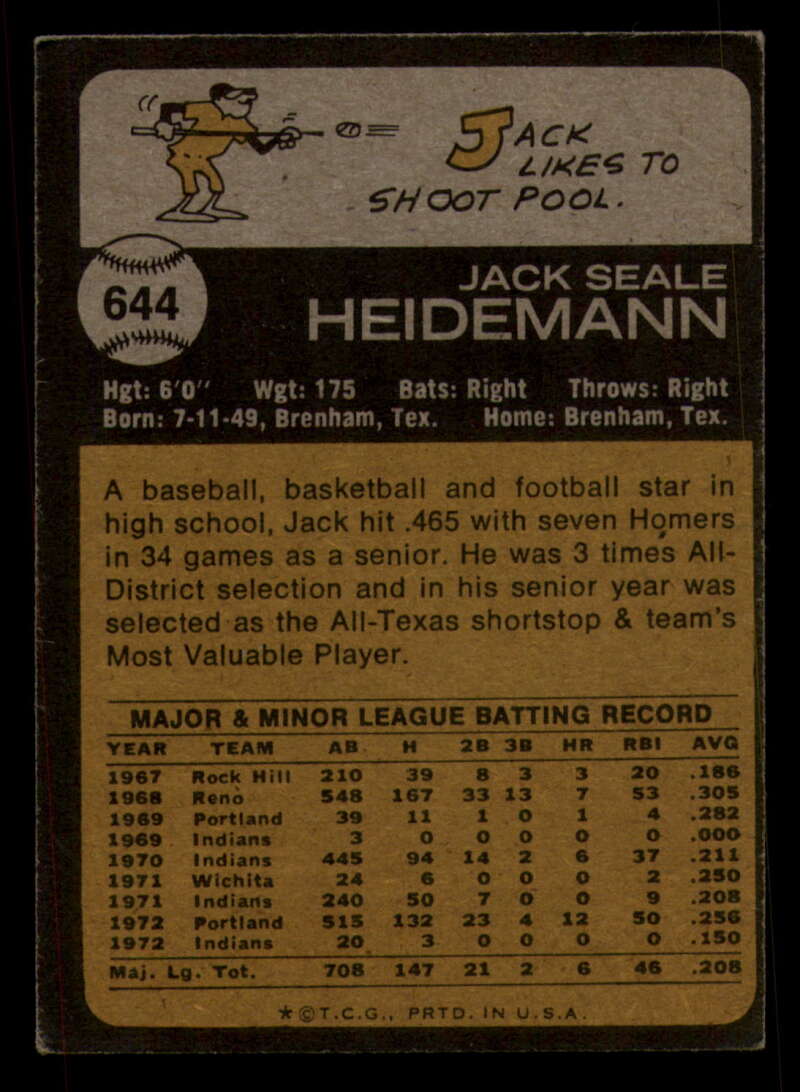 JACK
LIKES TO
SHOOT POOL.
644
JACK SEALE
HEIDEMANN
Hgt: 6'0" Wgt: 175 Bats: Right Throws: Right
Born: 7-11-49, Brenham, Tex. Home: Brenham, Tex.
A baseball, basketball and football star in
high school, Jack hit .465 with seven Homers
in 34 games as a senior. He was 3 times All-
District selection and in his senior year was
selected as the All-Texas shortstop & team's
Most Valuable Player.
MAJOR & MINOR LEAGUE BATTING RECORD
YEAR TEAM AB H 2B 3B HR RBI AVG
1967 Rock Hill 210 39 8 3 3 20 .186
1968 Reno 548 167 33 13 7 53 .305
1969 Portland 39 11 1 0 1 4 .282
1969 Indians 3 0 0 0 0 0 .000
1970 Indians 445 94 14 2 6 37 .211
1971 Wichita 24 6 0 0 0 2 .250
1971 Indians 240 50 7 0 0 9 .208
1972 Portland 515 132 23 4 12 50 .256
1972 Indians 20 3 0 0 0 0 .150
Maj. Lg. Tot. 708 147 21 2 6 46 .208
★©T.C.G., PRTD. IN U.S.A.